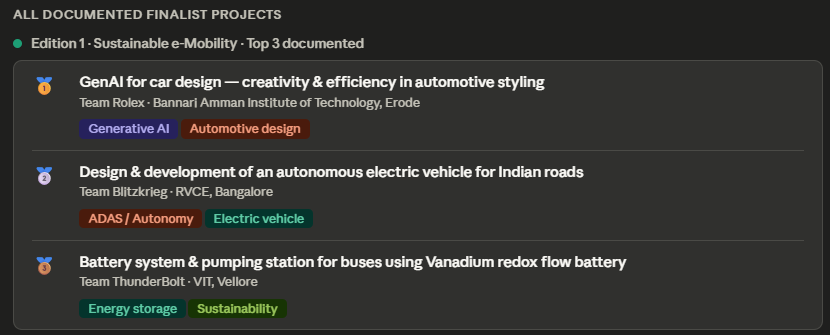 ALL DOCUMENTED FINALIST PROJECTS
Edition 1 · Sustainable e-Mobility · Top 3 documented
1
GenAI for car design — creativity & efficiency in automotive styling
Team Rolex · Bannari Amman Institute of Technology, Erode
Generative AI Automotive design
2
Design & development of an autonomous electric vehicle for Indian roads
Team Blitzkrieg · RVCE, Bangalore
ADAS / Autonomy Electric vehicle
3
Battery system & pumping station for buses using Vanadium redox flow battery
Team ThunderBolt · VIT, Vellore
Energy storage Sustainability